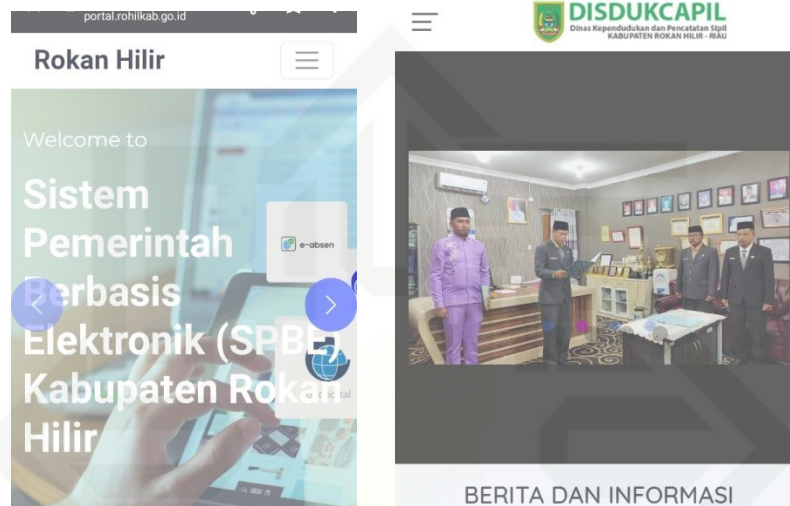 portal.rohilkab.go.id
Rokan Hilir
Welcome to
Sistem
Pemerintah
Berbasis
Elektronik (SPBE)
Kabupaten Rokan
Hilir
e-absen
DISDUKCAPIL
Dinas Kependudukan dan Pencatatan Sipil
KABUPATEN ROKAN HILIR - RIAU
BERITA DAN INFORMASI